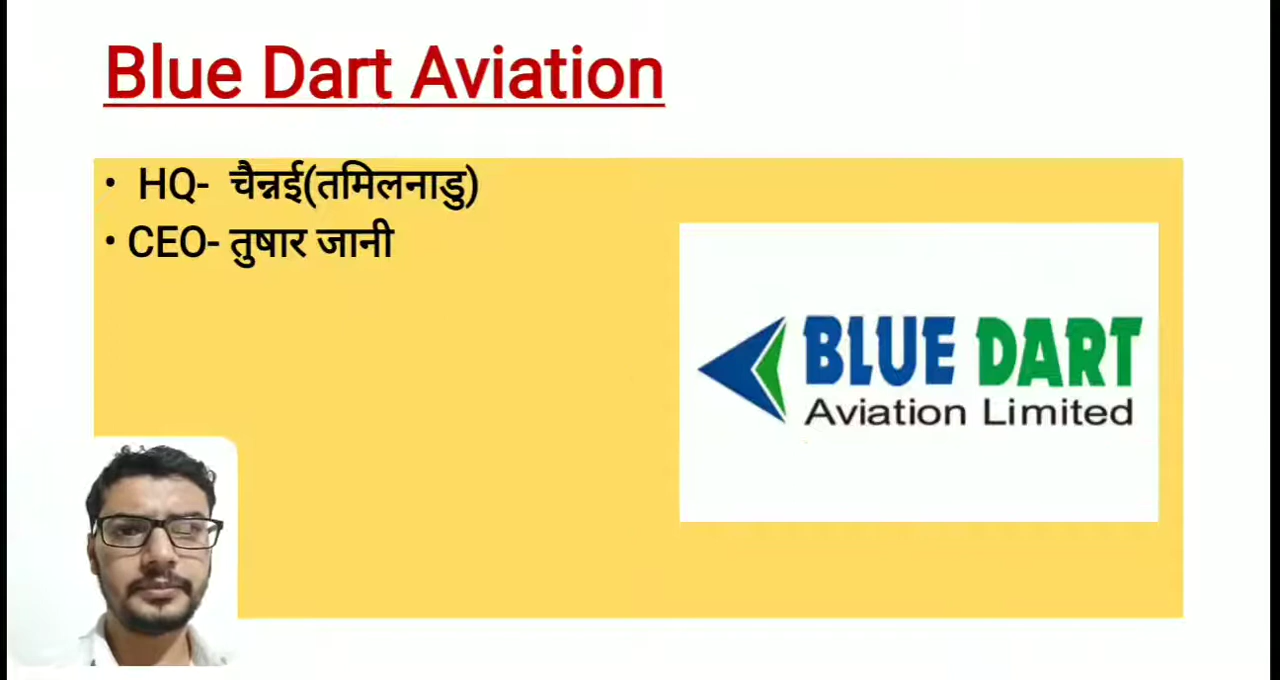 Blue Dart Aviation
• HQ- चैन्नई(तमिलनाडु)
• CEO- तुषार जानी
BLUE DART
Aviation Limited